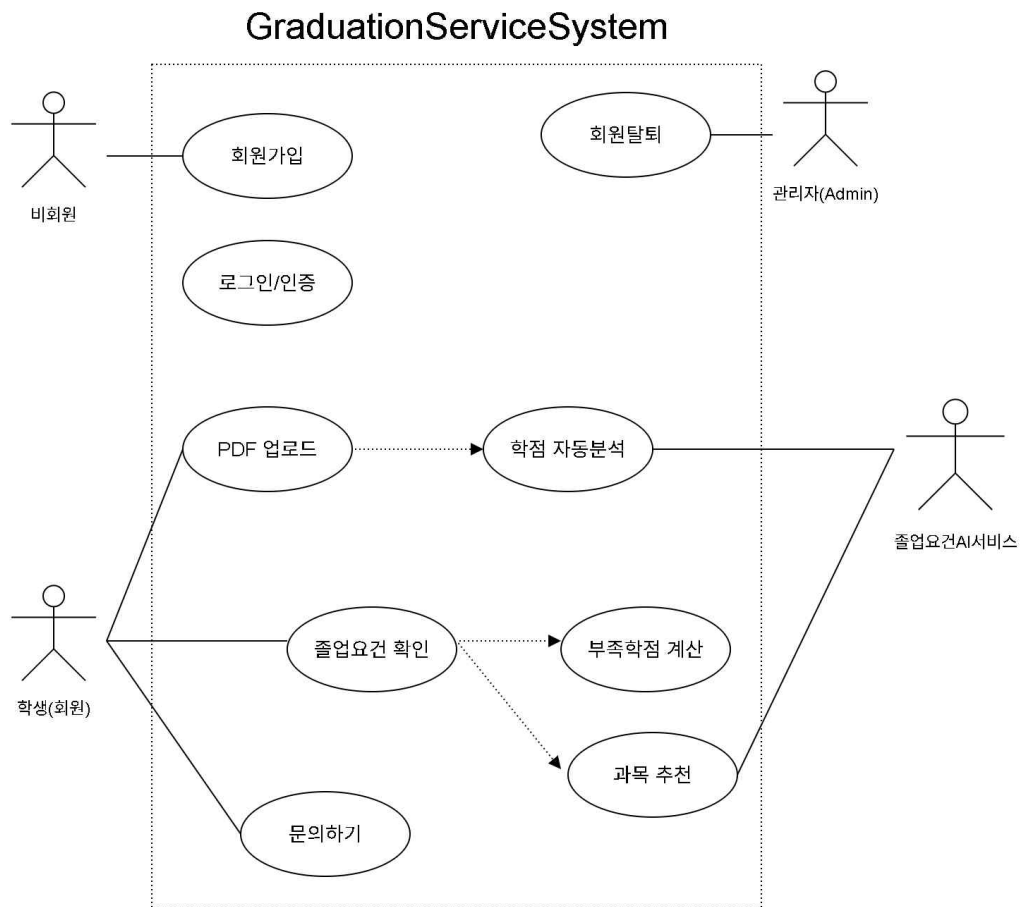 GraduationServiceSystem
회원가입
회원탈퇴
비회원
관리자(Admin)
로그인/인증
PDF 업로드
학점 자동분석
졸업요건AI서비스
졸업요건 확인
부족학점 계산
학생(회원)
과목 추천
문의하기